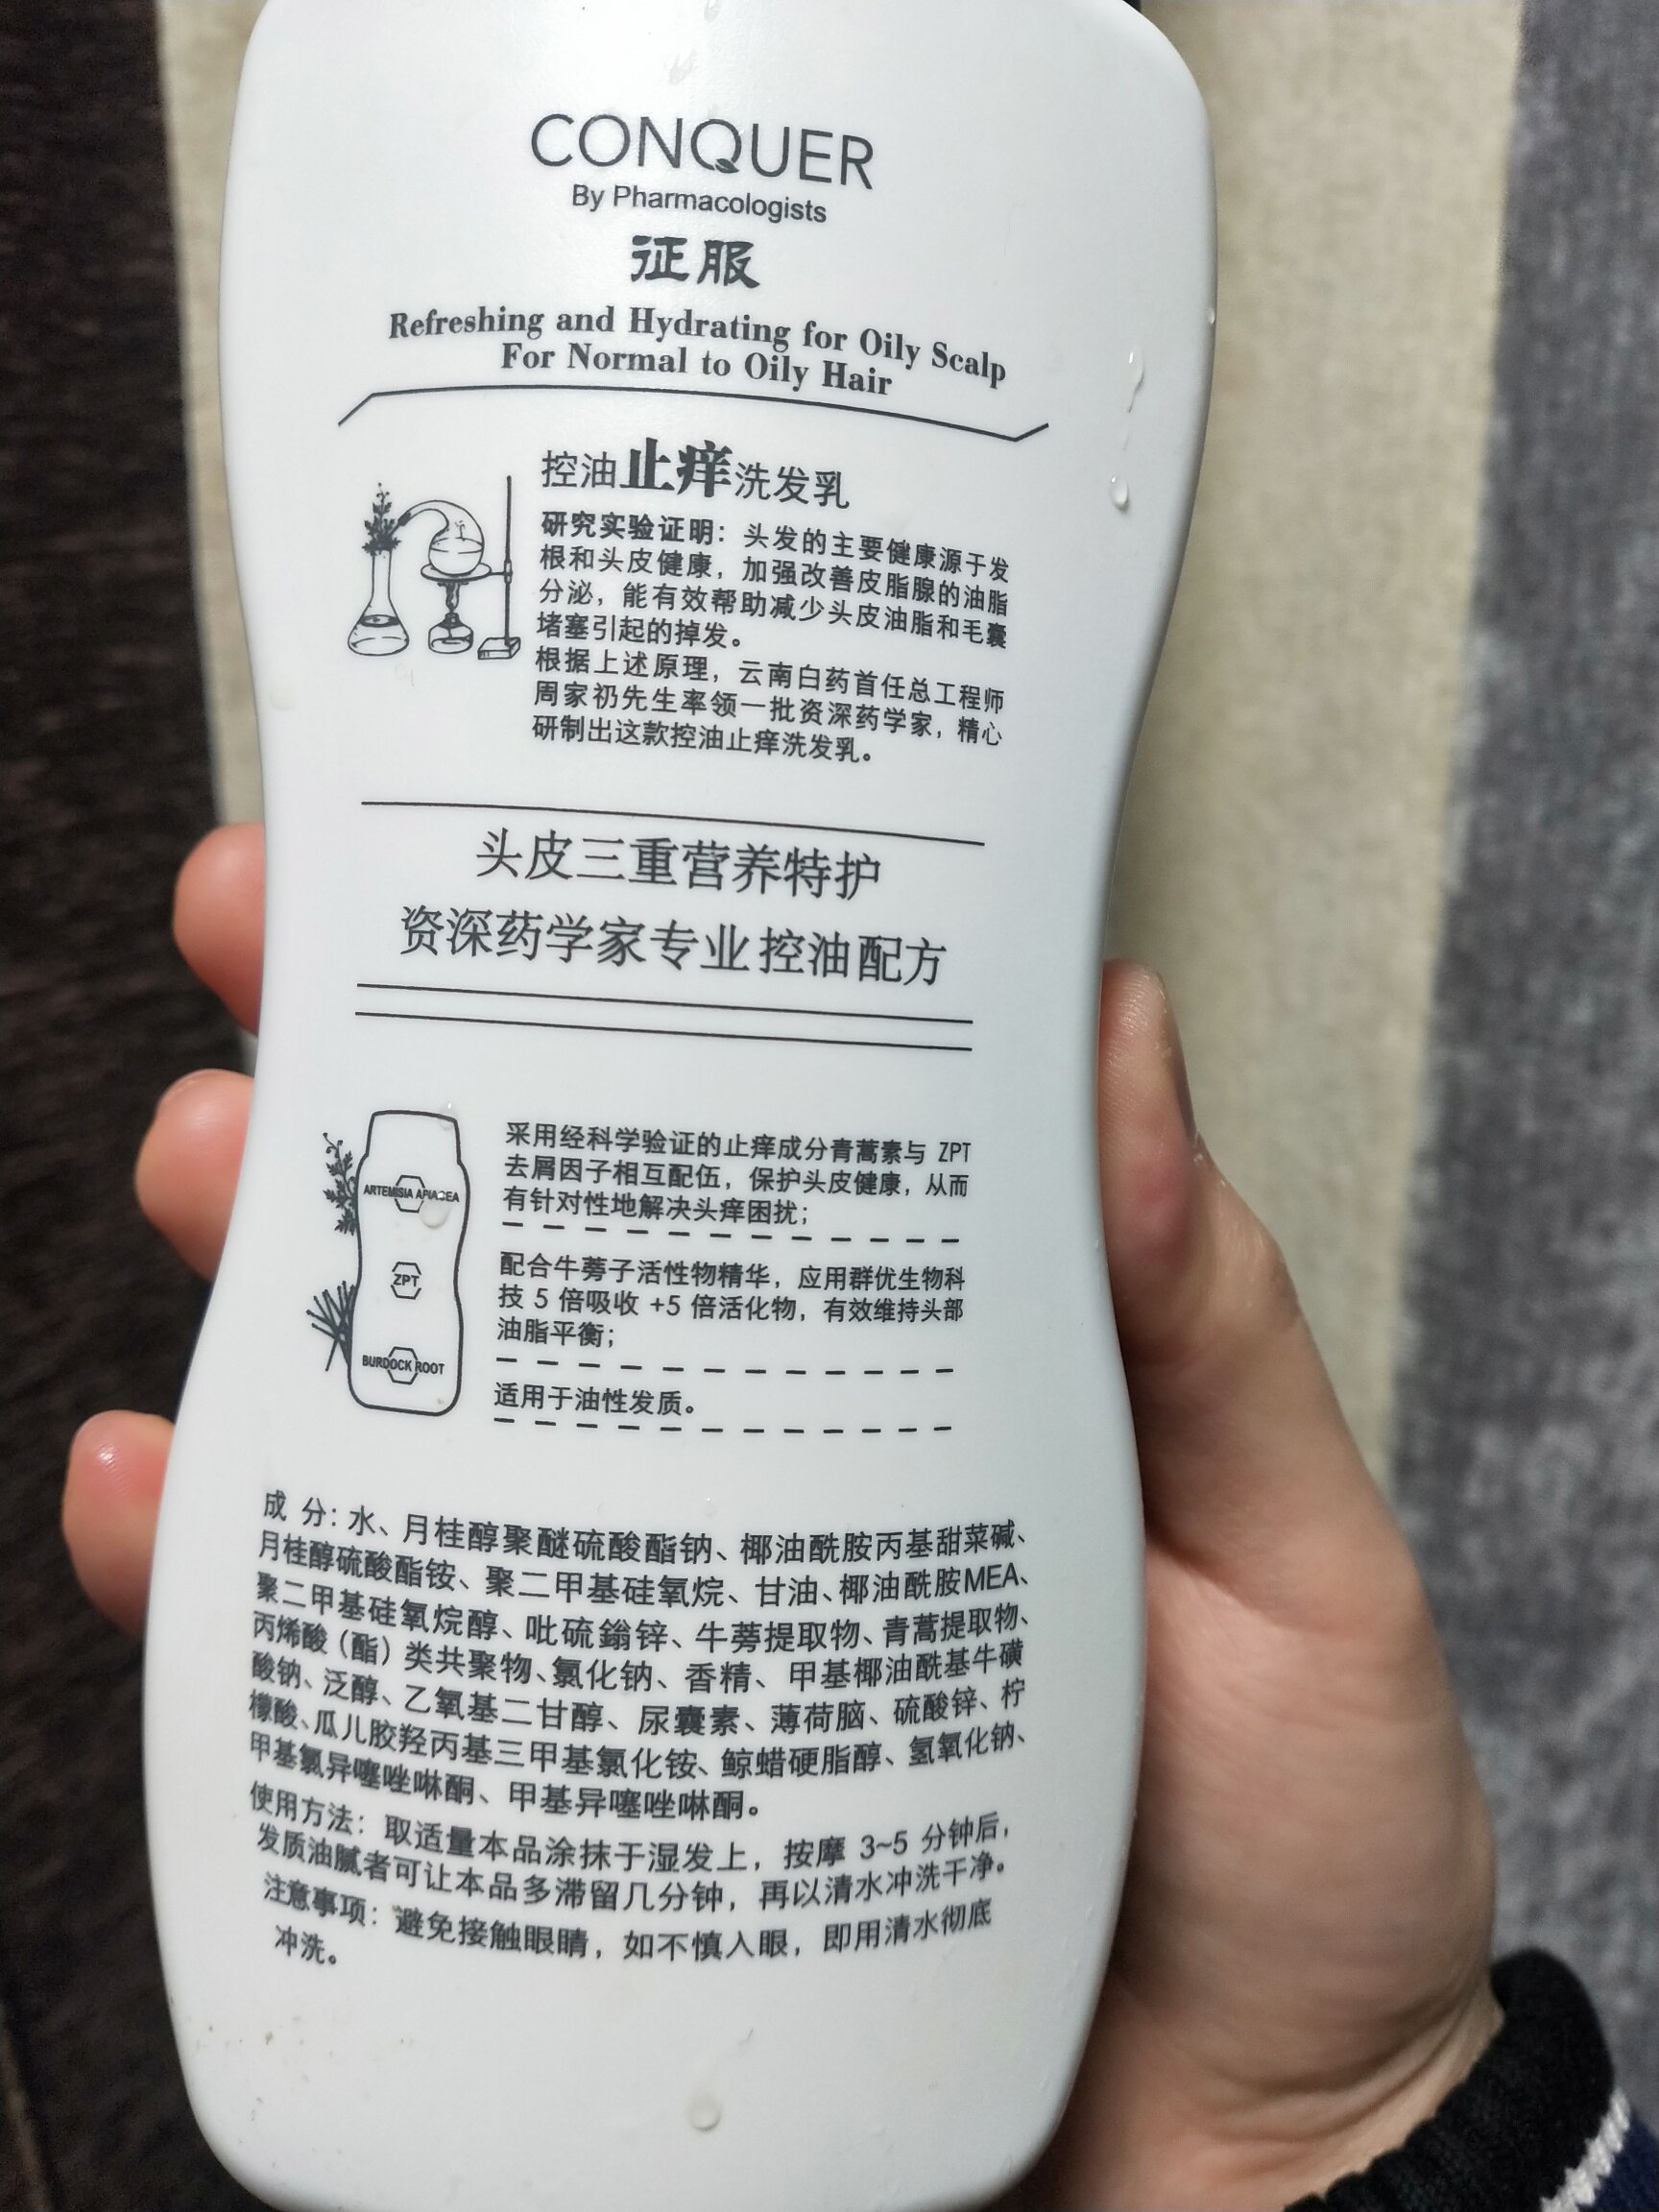 CONQUER
By Pharmacologists
征服
Refreshing and Hydrating for Oily Scalp
For Normal to Oily Hair
控油止痒洗发乳
研究实验证明：头发的主要健康源于发
根和头皮健康，加强改善皮脂腺的油脂
分泌，能有效帮助减少头皮油脂和毛囊
堵塞引起的掉发。
根据上述原理，云南白药首任总工程师
周家礽先生率领一批资深药学家，精心
研制出这款控油止痒洗发乳。
头皮三重营养特护
资深药学家专业控油配方
ARTEMISIA APIACEA
ZPT
BURDOCK ROOT
采用经科学验证的止痒成分青蒿素与 ZPT
去屑因子相互配伍，保护头皮健康，从而
有针对性地解决头痒困扰；
配合牛蒡子活性物精华，应用群优生物科
技 5 倍吸收 +5 倍活化物，有效维持头部
油脂平衡；
适用于油性发质。
成 分：水、月桂醇聚醚硫酸酯钠、椰油酰胺丙基甜菜碱、
月桂醇硫酸酯铵、聚二甲基硅氧烷、甘油、椰油酰胺MEA、
聚二甲基硅氧烷醇、吡硫鎓锌、牛蒡提取物、青蒿提取物、
丙烯酸（酯）类共聚物、氯化钠、香精、甲基椰油酰基牛磺
酸钠、泛醇、乙氧基二甘醇、尿囊素、薄荷脑、硫酸锌、柠
檬酸、瓜儿胶羟丙基三甲基氯化铵、鲸蜡硬脂醇、氢氧化钠、
甲基氯异噻唑啉酮、甲基异噻唑啉酮。
使用方法：取适量本品涂抹于湿发上，按摩 3~5 分钟后，
发质油腻者可让本品多滞留几分钟，再以清水冲洗干净。
注意事项：避免接触眼睛，如不慎入眼，即用清水彻底
冲洗。